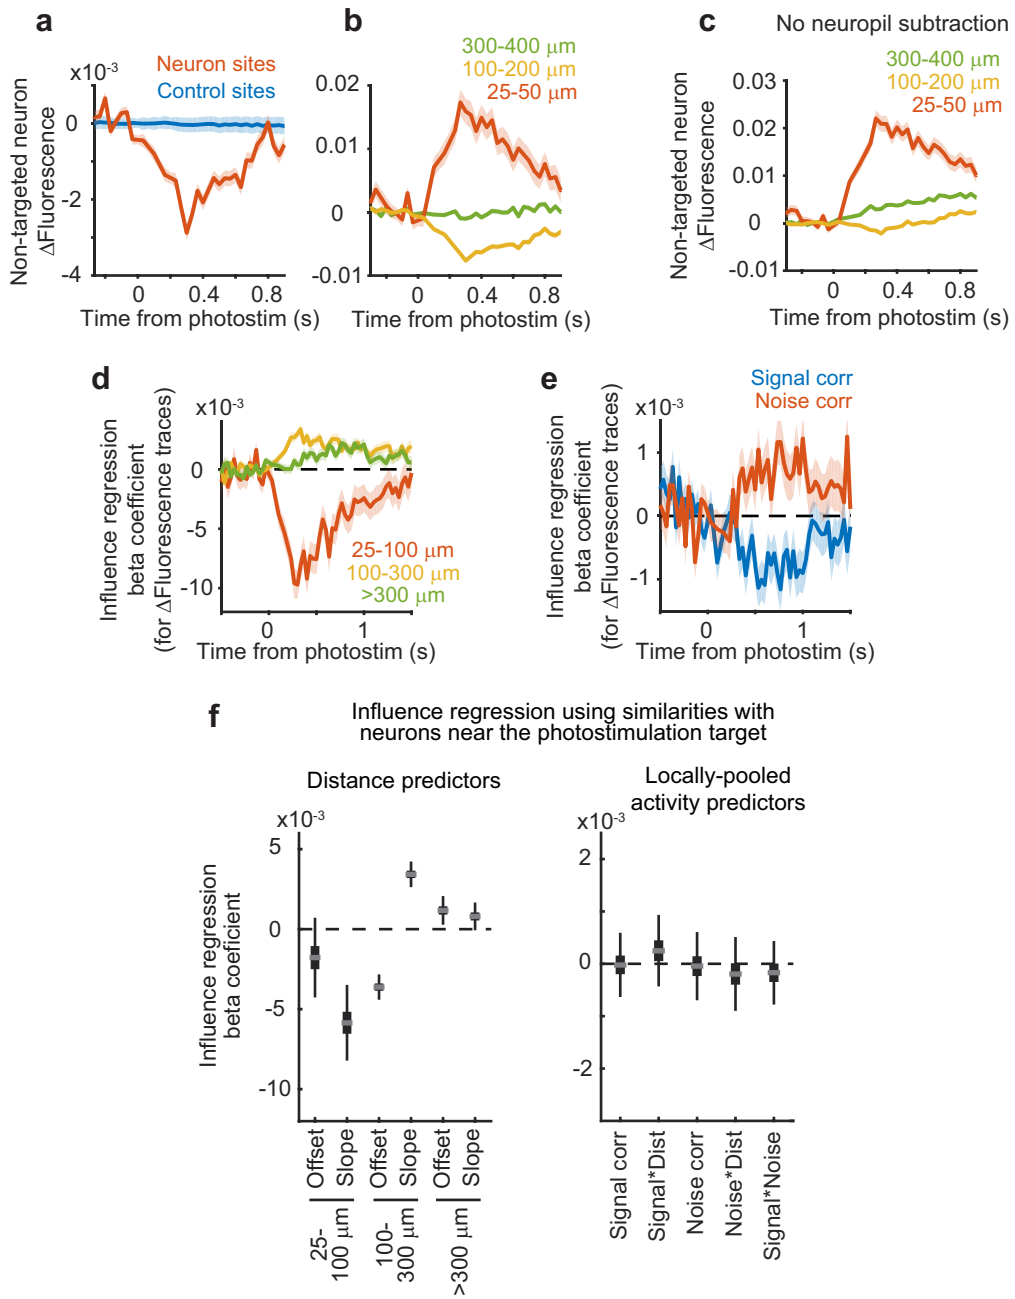 a
x10-3
Neuron sites
Control sites
Non-targeted neuron
ΔFluorescence
0
-2
-4
0
0.4
0.8
Time from photostim (s)
b
300-400 μm
100-200 μm
25-50 μm
0.02
0.01
0
-0.01
0
0.4
0.8
Time from photostim (s)
c
No neuropil subtraction
300-400 μm
100-200 μm
25-50 μm
Non-targeted neuron
ΔFluorescence
0.03
0.02
0.01
0
-0.01
0
0.4
0.8
Time from photostim (s)
d
x10-3
Influence regression
beta coefficient
(for ΔFluorescence traces)
0
-5
-10
25-100 μm
100-300 μm
>300 μm
0
1
Time from photostim (s)
e
Signal corr
Noise corr
x10-3
Influence regression
beta coefficient
(for ΔFluorescence traces)
1
0
-1
0
1
Time from photostim (s)
f
Influence regression using similarities with
neurons near the photostimulation target
Distance predictors
x10-3
Influence regression
beta coeficient
5
0
-5
-10
Offset
Slope
Offset
Slope
Offset
Slope
25-
100 μm
100-
300 μm
>300 μm
Locally-pooled
activity predictors
x10-3
2
0
-2
Signal corr
Signal*Dist
Noise corr
Noise*Dist
Signal*Noise